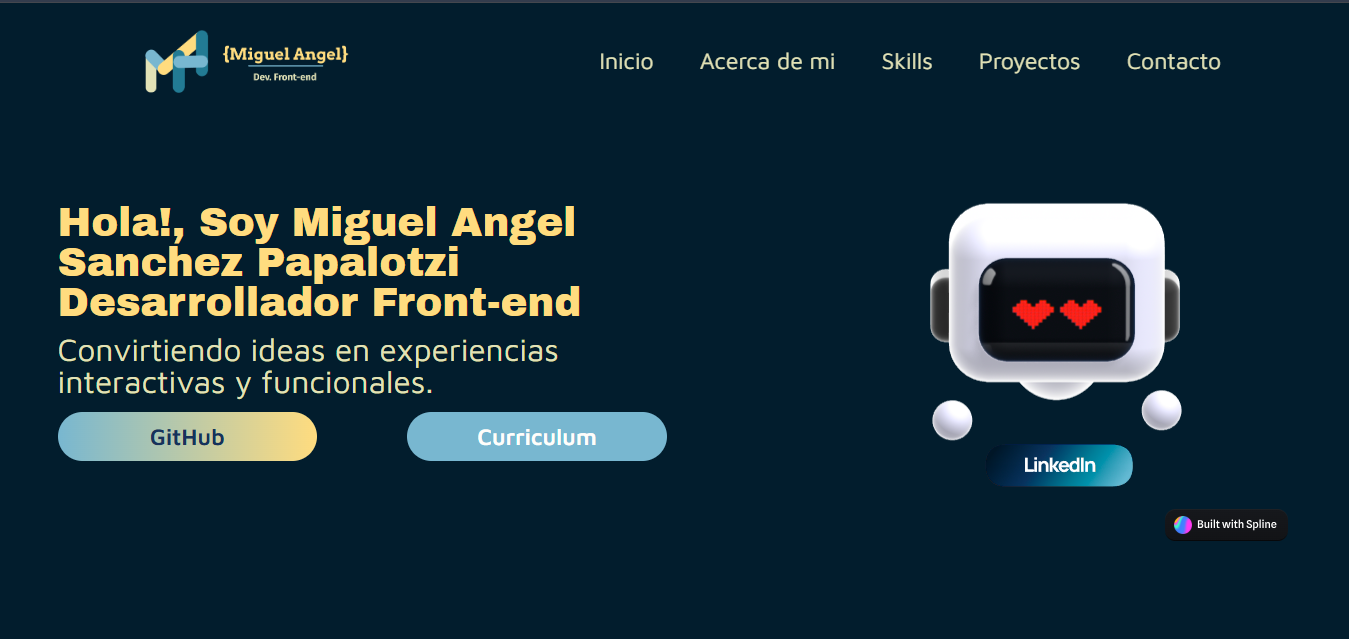 {Miguel Angel}
Dev. Front-end
Inicio Acerca de mi Skills Proyectos Contacto
Hola!, Soy Miguel Angel
Sanchez Papalotzi
Desarrollador Front-end
Convirtiendo ideas en experiencias
interactivas y funcionales.
GitHub Curriculum
LinkedIn
Built with Spline